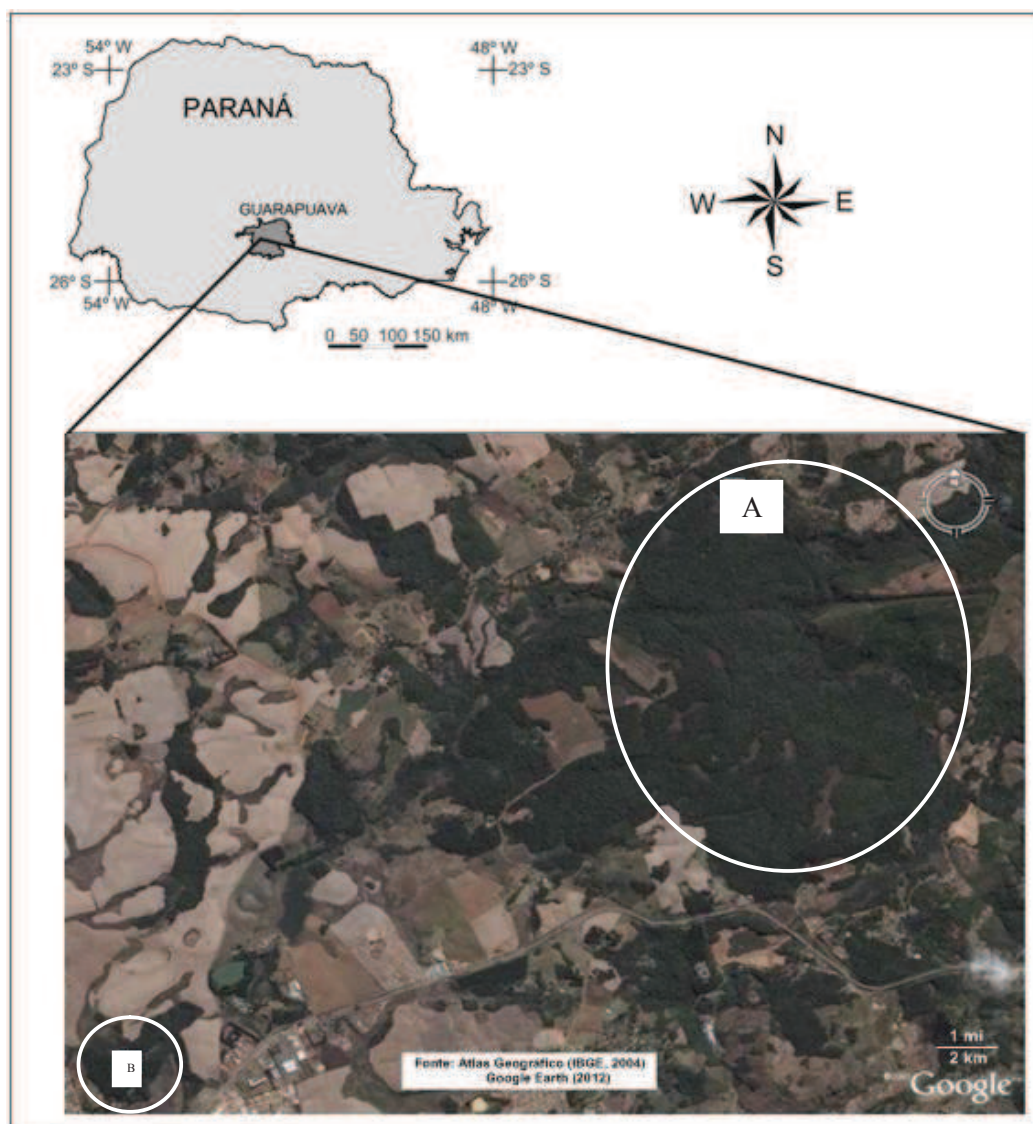 54º W
48º W
23º S
23º S
PARANÁ
N
W E
S
GUARAPUAVA
26º S
26º S
54º W
48º W
0 50 100 150 km
A
B
Fonte: Atlas Geográfico (IBGE, 2004)
Google Earth (2012)
1 mi
2 km
Google